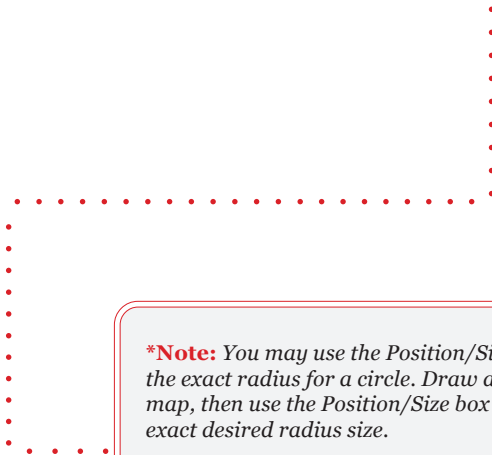 *Note: You may use the Position/Si
the exact radius for a circle. Draw a
map, then use the Position/Size box
exact desired radius size.